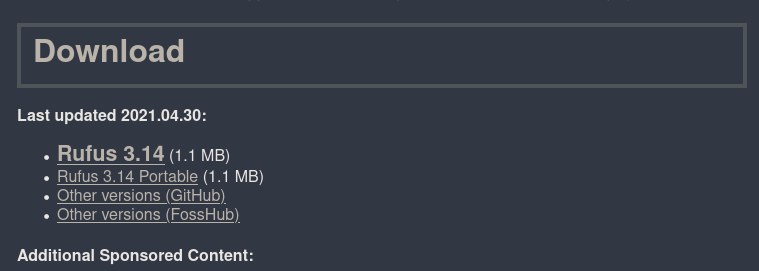 Download
Last updated 2021.04.30:
• Rufus 3.14 (1.1 MB)
• Rufus 3.14 Portable (1.1 MB)
• Other versions (GitHub)
• Other versions (FossHub)
Additional Sponsored Content: